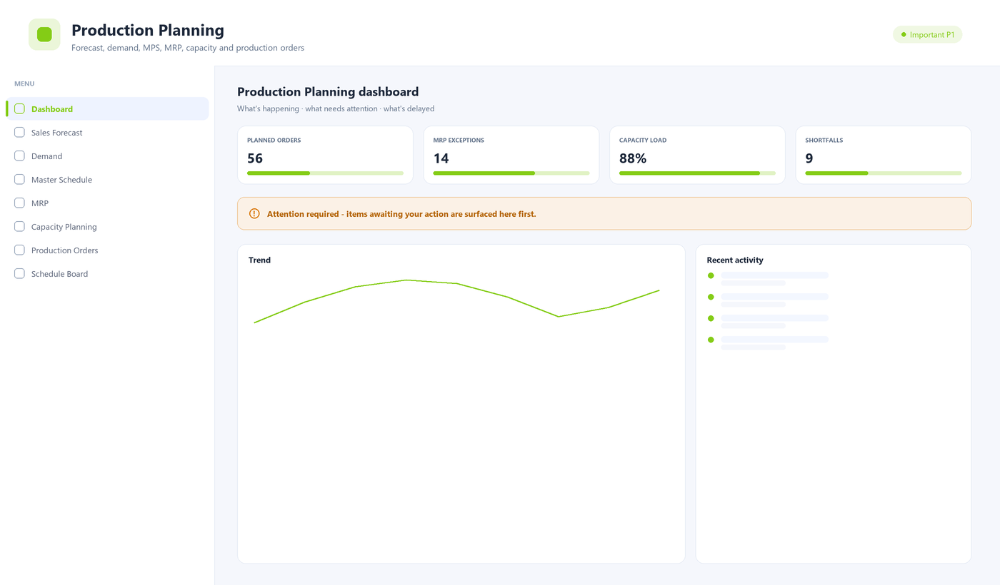 Production Planning
Forecast, demand, MPS, MRP, capacity and production orders
Important P1
MENU
Dashboard
Sales Forecast
Demand
Master Schedule
MRP
Capacity Planning
Production Orders
Schedule Board
Production Planning dashboard
What's happening · what needs attention · what's delayed
PLANNED ORDERS
56
MRP EXCEPTIONS
14
CAPACITY LOAD
88%
SHORTFALLS
9
Attention required - items awaiting your action are surfaced here first.
Trend
Recent activity